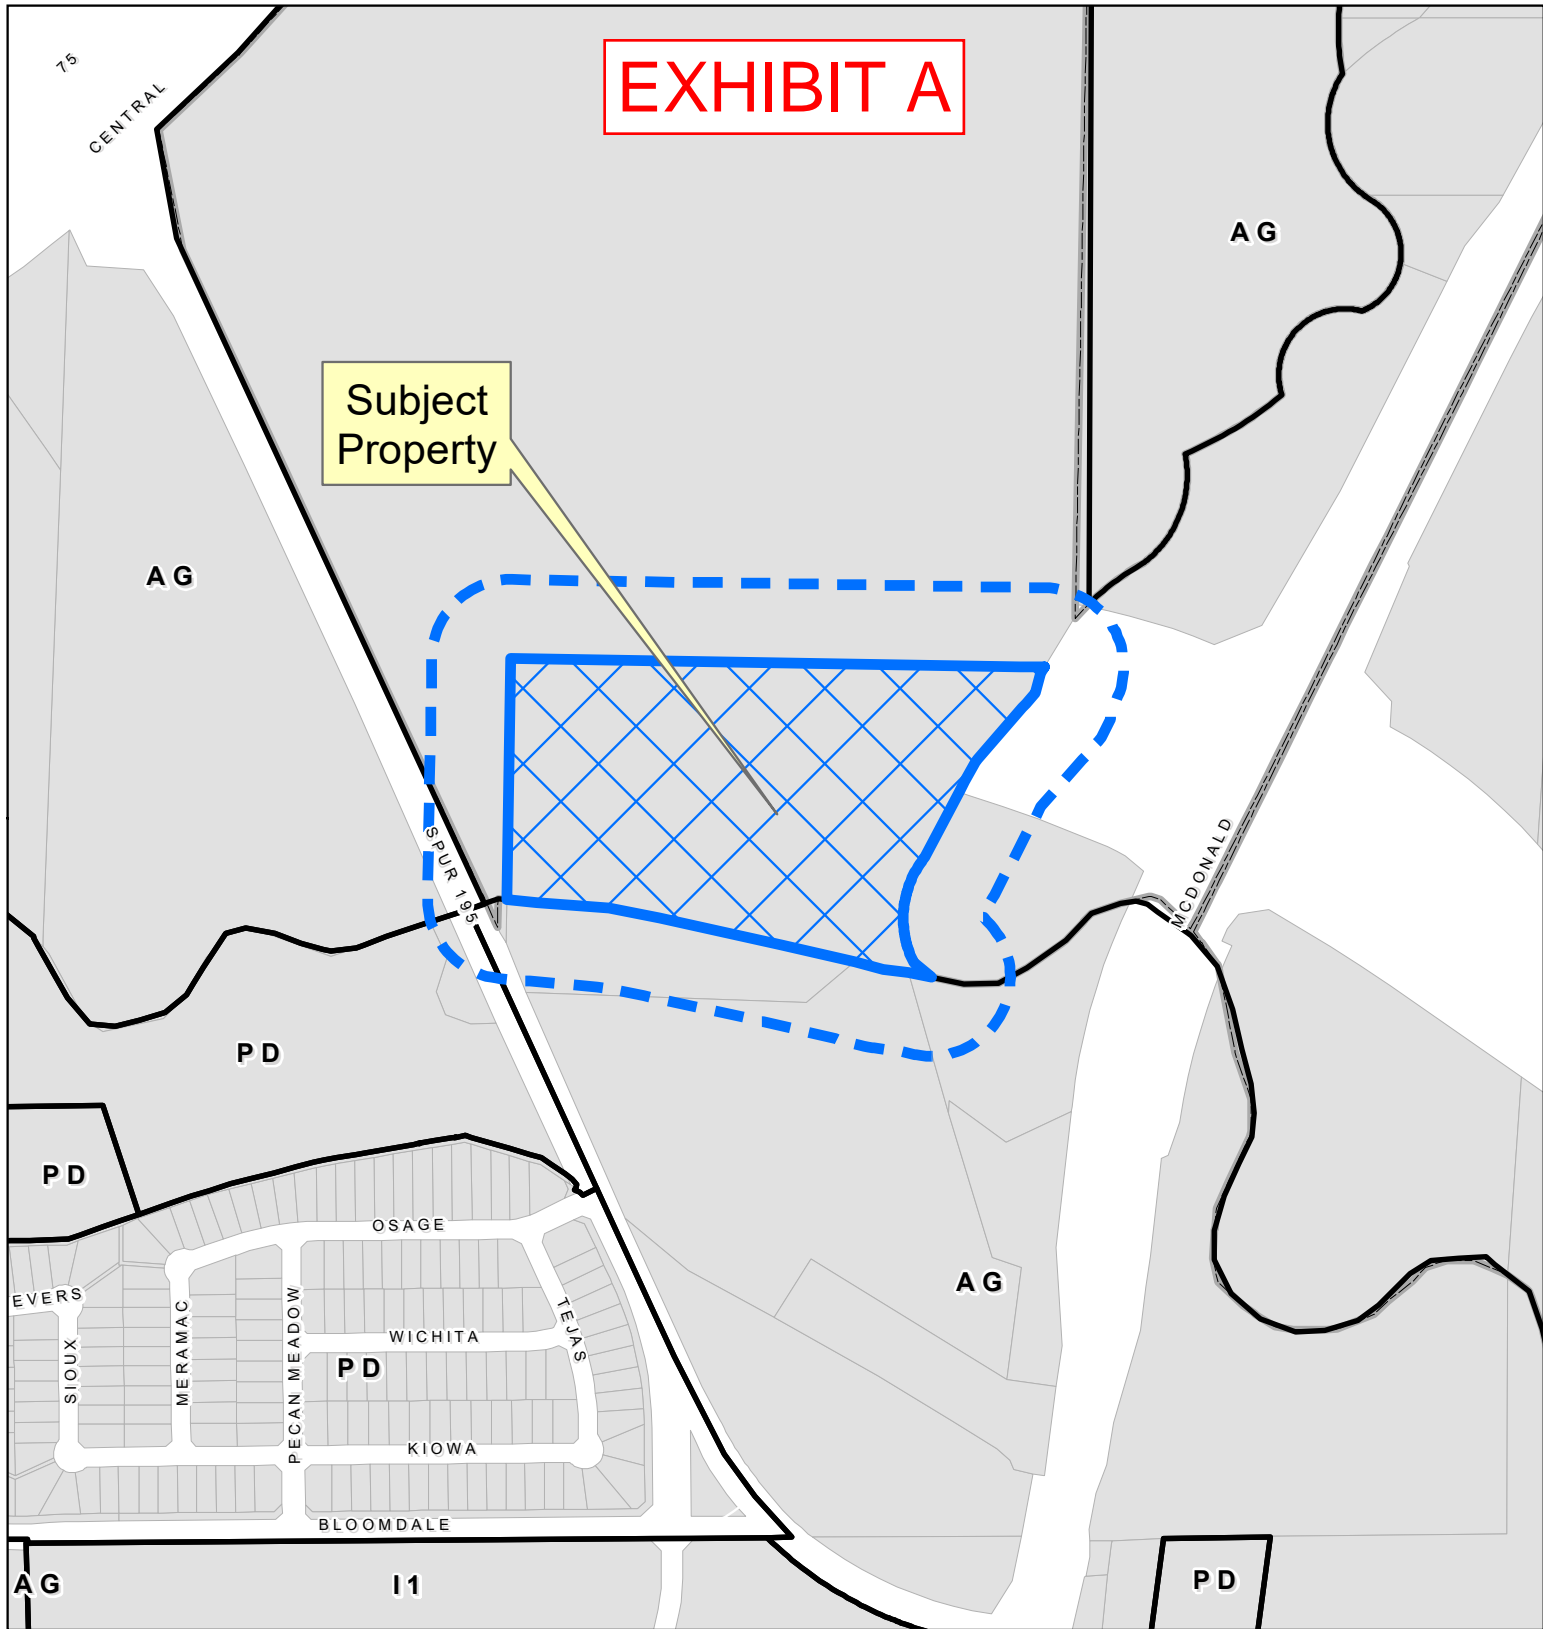 EXHIBIT A
75
CENTRAL
AG
Subject
Property
AG
SPUR 195
MCDONALD
PD
PD
OSAGE
EVERS
MERAMAC
PECAN MEADOW
TEJAS
AG
SIOUX
WICHITA
PD
KIOWA
BLOOMDALE
AG
I1
PD